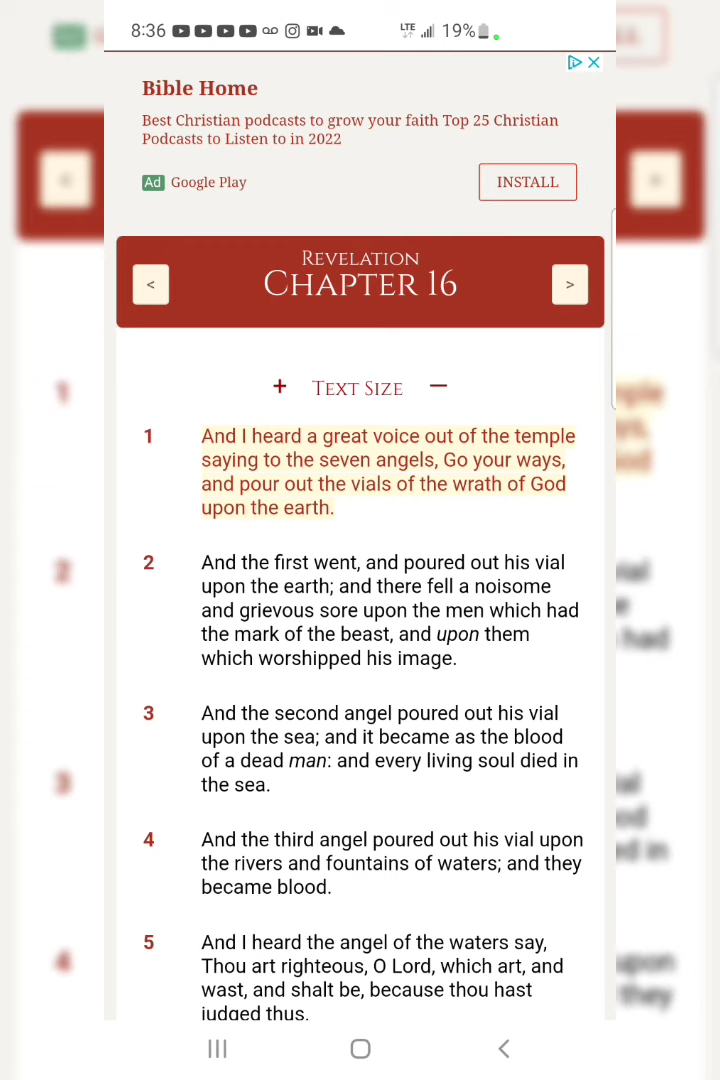 8:36 LTE 19%
Bible Home
Best Christian podcasts to grow your faith Top 25 Christian
Podcasts to Listen to in 2022
Ad Google Play INSTALL
REVELATION
< CHAPTER 16 >
+ TEXT SIZE −
1 And I heard a great voice out of the temple
saying to the seven angels, Go your ways,
and pour out the vials of the wrath of God
upon the earth.
2 And the first went, and poured out his vial
upon the earth; and there fell a noisome
and grievous sore upon the men which had
the mark of the beast, and upon them
which worshipped his image.
3 And the second angel poured out his vial
upon the sea; and it became as the blood
of a dead man: and every living soul died in
the sea.
4 And the third angel poured out his vial upon
the rivers and fountains of waters; and they
became blood.
5 And I heard the angel of the waters say,
Thou art righteous, O Lord, which art, and
wast, and shalt be, because thou hast
judged thus.